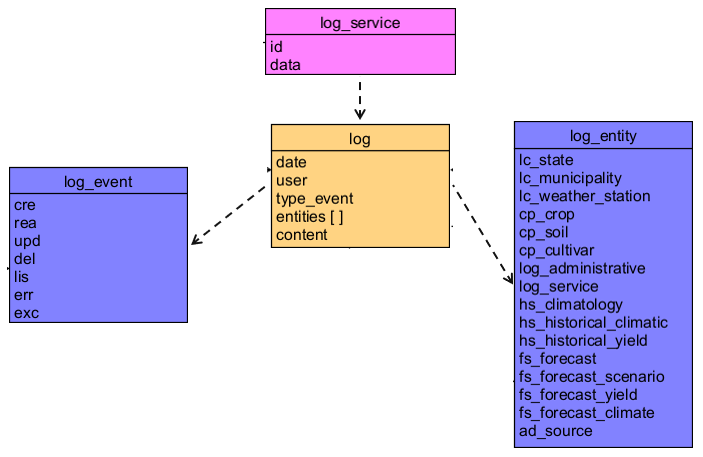 log_service
id
data
log
date
user
type_event
entities [ ]
content
log_event
cre
rea
upd
del
lis
err
exc
log_entity
lc_state
lc_municipality
lc_weather_station
cp_crop
cp_soil
cp_cultivar
log_administrative
log_service
hs_climatology
hs_historical_climatic
hs_historical_yield
fs_forecast
fs_forecast_scenario
fs_forecast_yield
fs_forecast_climate
ad_source